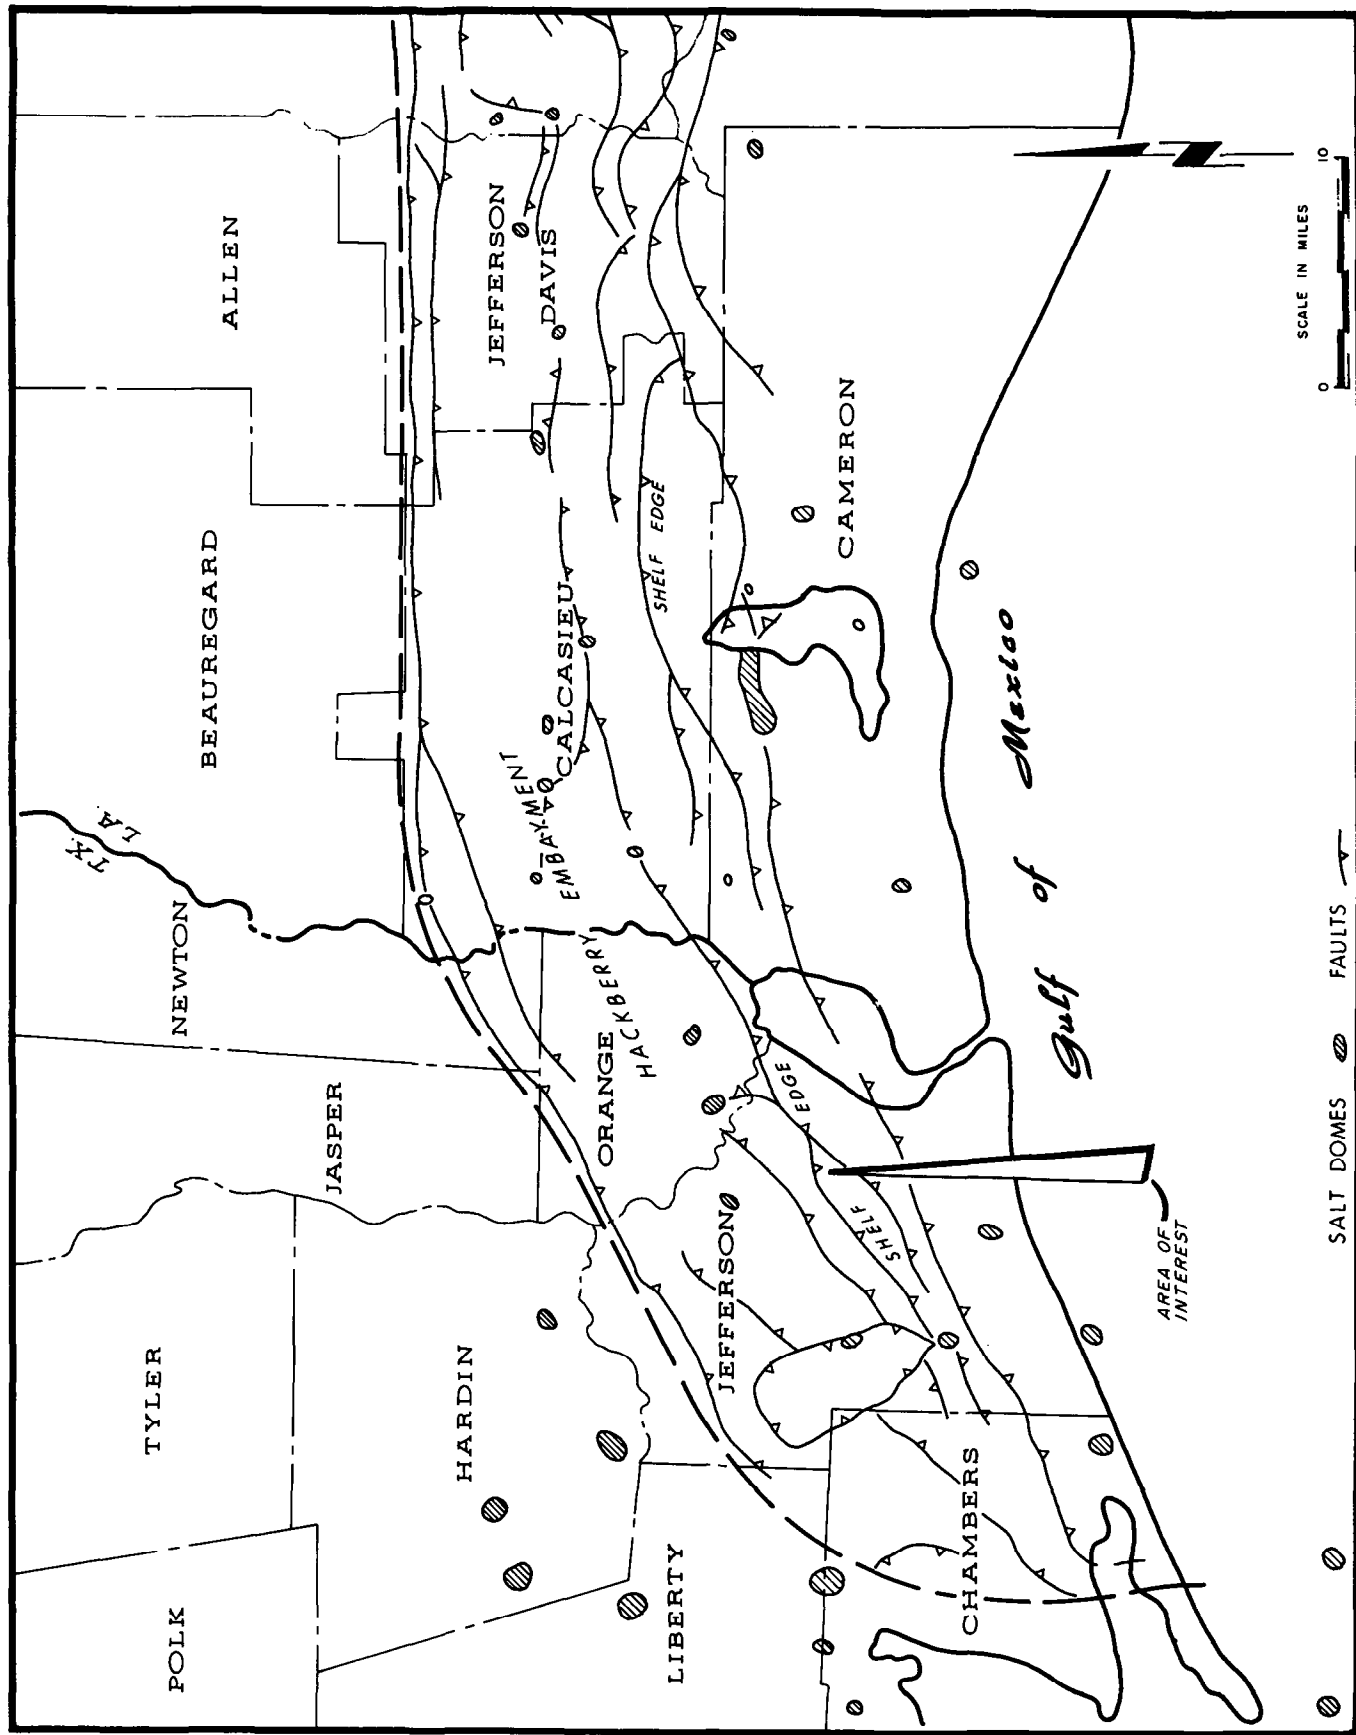 POLK
TYLER
JASPER
NEWTON
TX.
LA
BEAUREGARD
ALLEN
LIBERTY
HARDIN
ORANGE
JEFFERSON
CHAMBERS
HACKBERRY
EMBAYMENT
CALCASIEU
JEFFERSON
DAVIS
SHELF
EDGE
SHELF EDGE
CAMERON
AREA OF
INTEREST
Gulf of Mexico
SCALE IN MILES
0
10
SALT DOMES
FAULTS